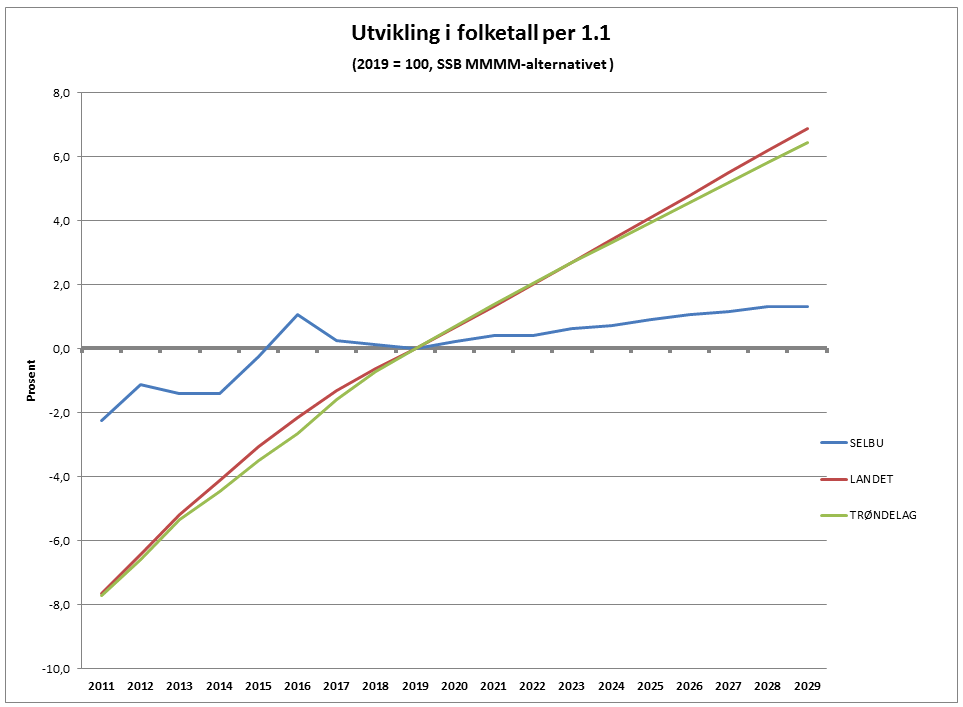 Utvikling i folketall per 1.1
(2019 = 100, SSB MMMM-alternativet )
8,0
6,0
4,0
2,0
0,0
-2,0
-4,0
-6,0
-8,0
-10,0
Prosent
SELBU
LANDET
TRØNDELAG
2011 2012 2013 2014 2015 2016 2017 2018 2019 2020 2021 2022 2023 2024 2025 2026 2027 2028 2029